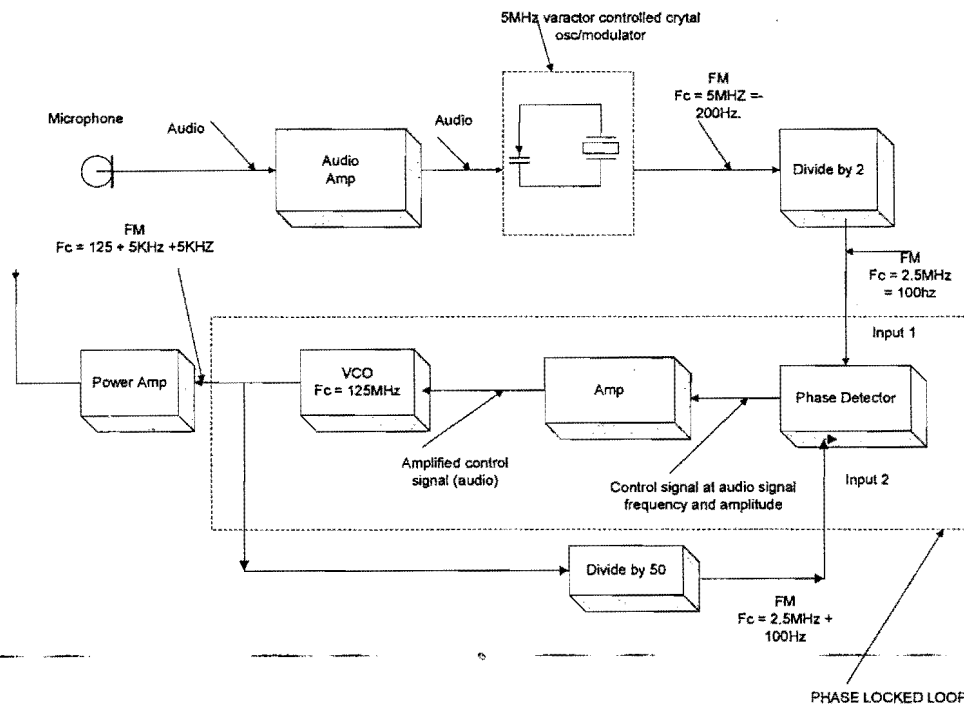 5MHz varactor controlled crytal
osc/modulator
FM
Fc = 5MHZ =-
200Hz.
Microphone
Audio
Audio
Audio
Amp
Divide by 2
FM
Fc = 125 + 5KHz +5KHZ
FM
Fc = 2.5MHz
= 100hz
Input 1
Power Amp
VCO
Fc = 125MHz
Amp
Phase Detector
Amplified control
signal (audio)
Control signal at audio signal
frequency and amplitude
Input 2
Divide by 50
FM
Fc = 2.5MHz +
100Hz
PHASE LOCKED LOOP